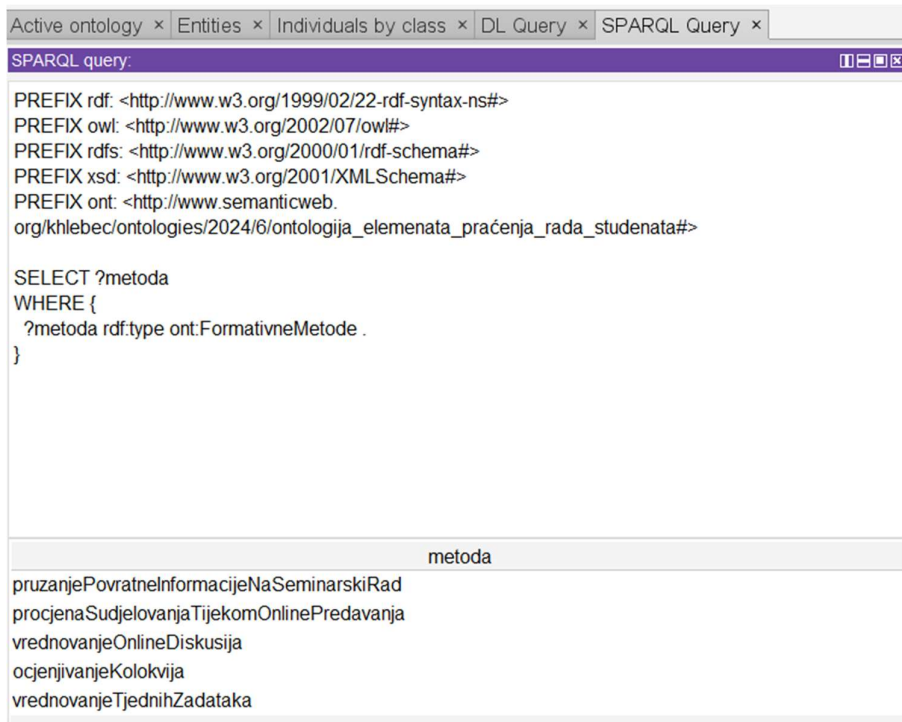 Active ontology × Entities × Individuals by class × DL Query × SPARQL Query ×
SPARQL query:
PREFIX rdf: <http://www.w3.org/1999/02/22-rdf-syntax-ns#>
PREFIX owl: <http://www.w3.org/2002/07/owl#>
PREFIX rdfs: <http://www.w3.org/2000/01/rdf-schema#>
PREFIX xsd: <http://www.w3.org/2001/XMLSchema#>
PREFIX ont: <http://www.semanticweb.
org/khlebec/ontologies/2024/6/ontologija_elemenata_praćenja_rada_studenata#>
SELECT ?metoda
WHERE {
?metoda rdf:type ont:FormativneMetode .
}
metoda
pruzanjePovratneInformacijeNaSeminarskiRad
procjenaSudjelovanjaTijekomOnlinePredavanja
vrednovanjeOnlineDiskusija
ocjenjivanjeKolokvija
vrednovanjeTjednihZadataka